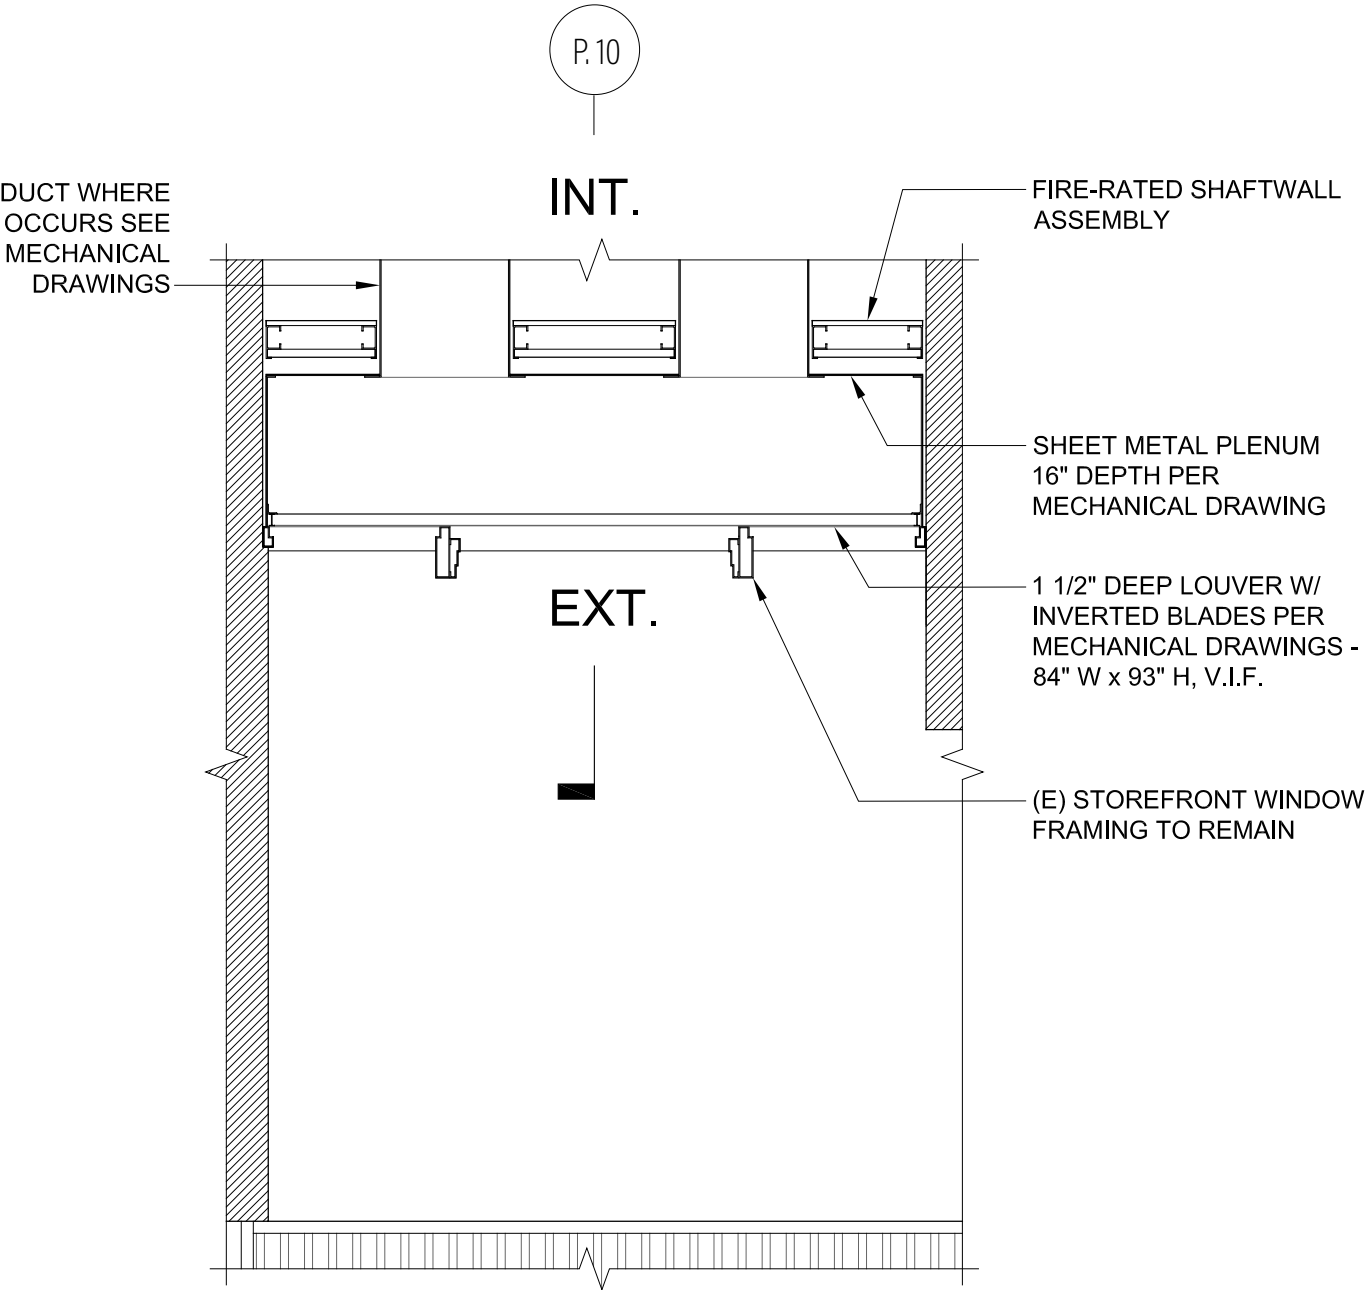 P. 10
INT.
DUCT WHERE
OCCURS SEE
MECHANICAL
DRAWINGS
FIRE-RATED SHAFTWALL
ASSEMBLY
SHEET METAL PLENUM
16" DEPTH PER
MECHANICAL DRAWING
1 1/2" DEEP LOUVER W/
INVERTED BLADES PER
MECHANICAL DRAWINGS -
84" W x 93" H, V.I.F.
EXT.
(E) STOREFRONT WINDOW
FRAMING TO REMAIN